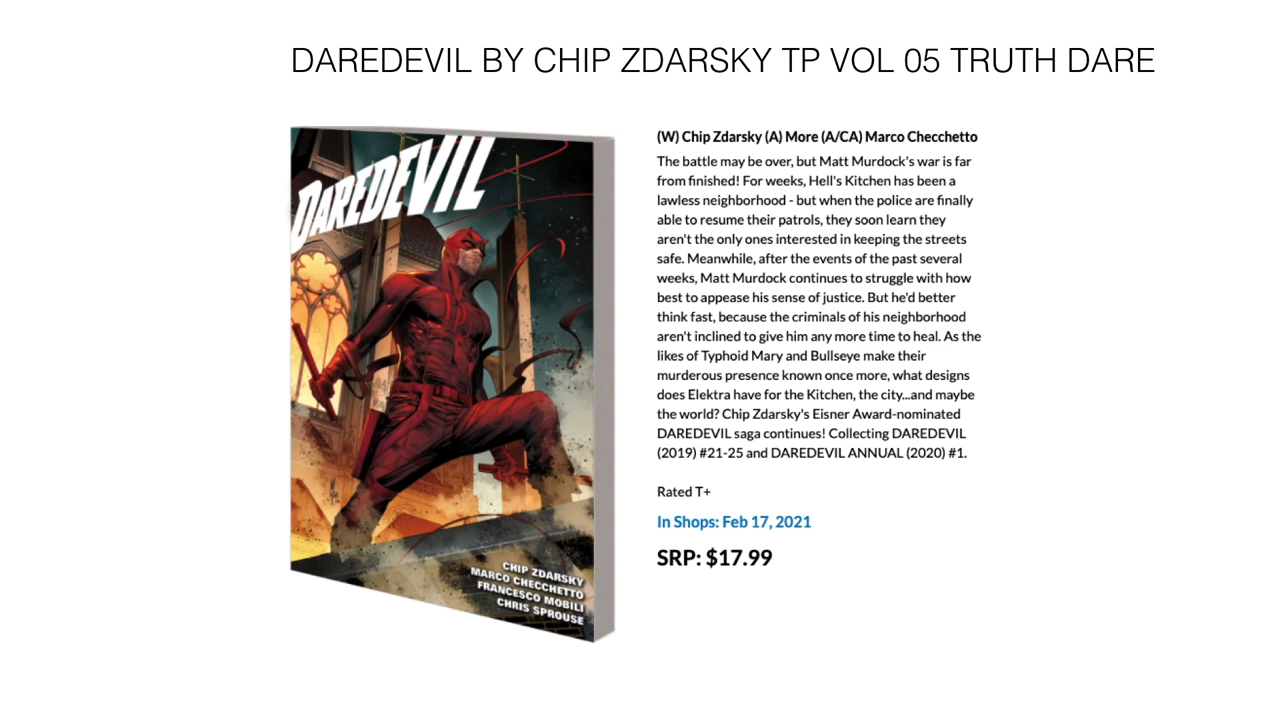 DAREDEVIL BY CHIP ZDARSKY TP VOL 05 TRUTH DARE
DAREDEVIL
CHIP ZDARSKY
MARCO CHECCHETTO
FRANCESCO MOBILI
CHRIS SPROUSE
(W) Chip Zdarsky (A) More (A/CA) Marco Checchetto
The battle may be over, but Matt Murdock's war is far
from finished! For weeks, Hell's Kitchen has been a
lawless neighborhood - but when the police are finally
able to resume their patrols, they soon learn they
aren't the only ones interested in keeping the streets
safe. Meanwhile, after the events of the past several
weeks, Matt Murdock continues to struggle with how
best to appease his sense of justice. But he'd better
think fast, because the criminals of his neighborhood
aren't inclined to give him any more time to heal. As the
likes of Typhoid Mary and Bullseye make their
murderous presence known once more, what designs
does Elektra have for the Kitchen, the city...and maybe
the world? Chip Zdarsky's Eisner Award-nominated
DAREDEVIL saga continues! Collecting DAREDEVIL
(2019) #21-25 and DAREDEVIL ANNUAL (2020) #1.
Rated T+
In Shops: Feb 17, 2021
SRP: $17.99